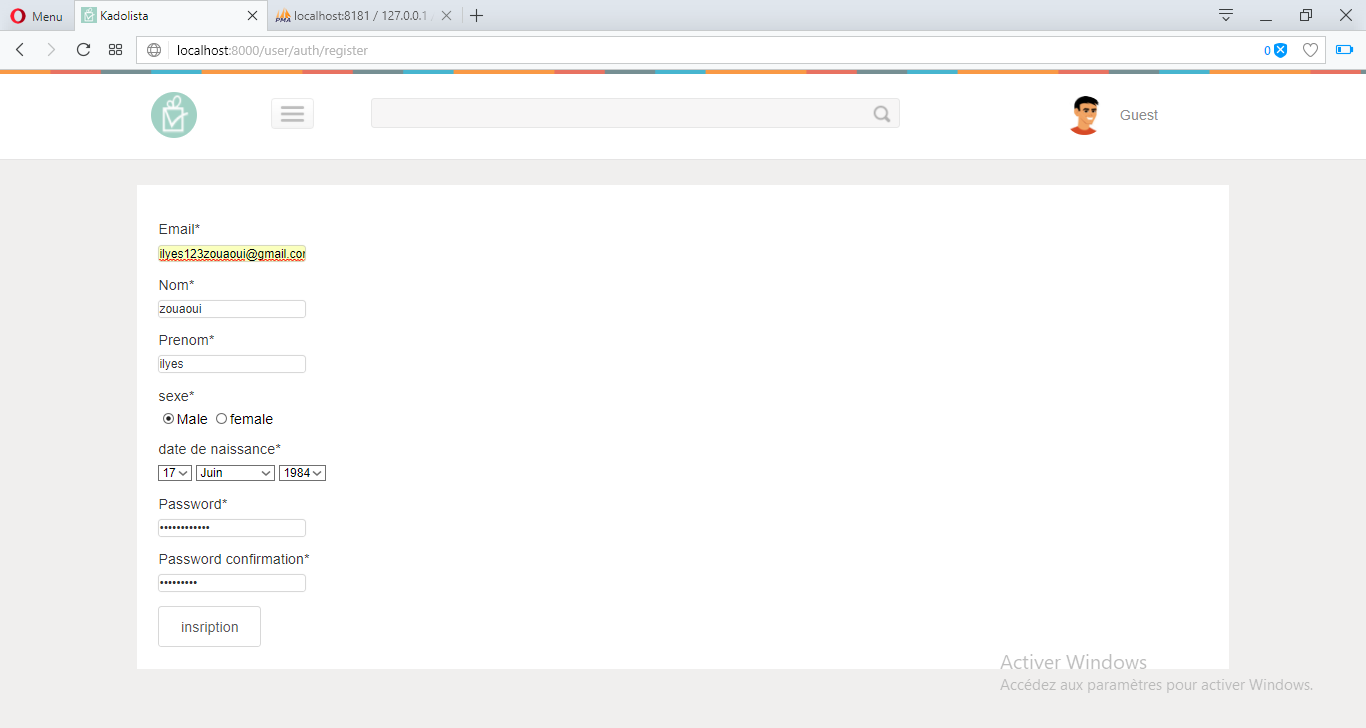 Menu
Kadolista
PMA localhost:8181 / 127.0.0.1
localhost:8000/user/auth/register
0
Guest
Email*
ilyes123zouaoui@gmail.com
Nom*
zouaoui
Prenom*
ilyes
sexe*
Male female
date de naissance*
17 Juin 1984
Password*
••••••••••••
Password confirmation*
•••••••••
insription
Activer Windows
Accédez aux paramètres pour activer Windows.